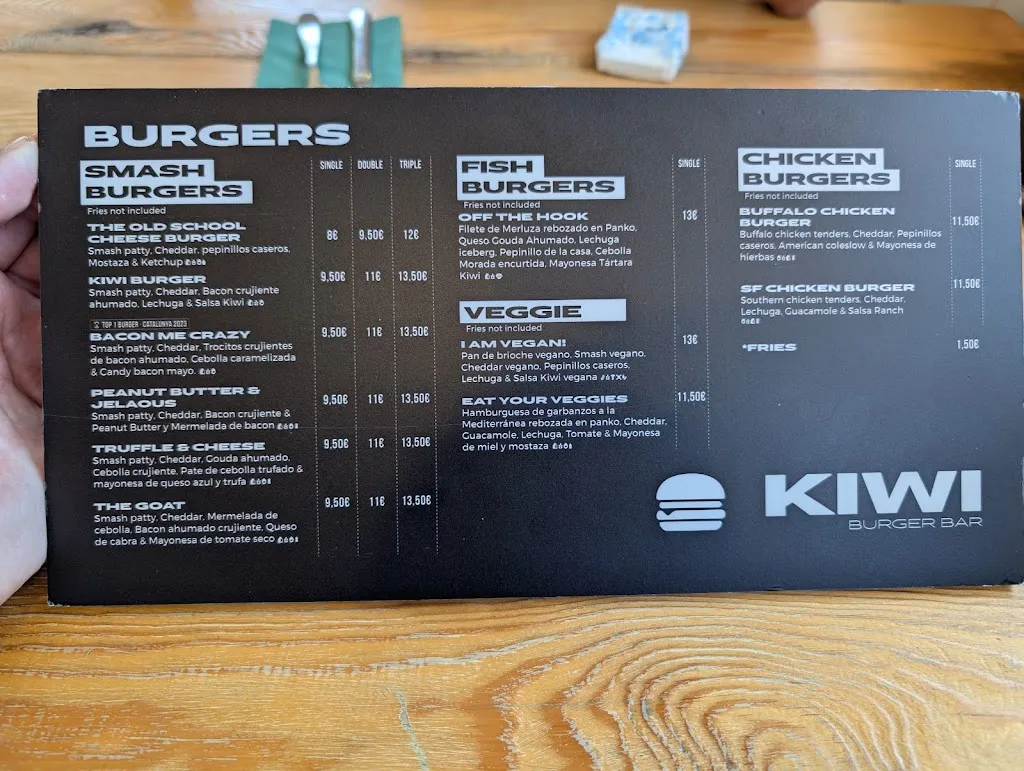 BURGERS
SMASH
BURGERS
Fries not included
SINGLE DOUBLE TRIPLE
THE OLD SCHOOL
CHEESE BURGER
8€ 9,50€ 12€
Smash patty, Cheddar, pepinillos caseros,
Mostaza & Ketchup
KIWI BURGER
9,50€ 11€ 13,50€
Smash patty, Cheddar, Bacon crujiente
ahumado, Lechuga & Salsa Kiwi
TOP 1 BURGER · CATALUNYA 2023
BACON ME CRAZY
9,50€ 11€ 13,50€
Smash patty, Cheddar, Trocitos crujientes
de bacon ahumado, Cebolla caramelizada
& Candy bacon mayo.
PEANUT BUTTER &
JELAOUS
9,50€ 11€ 13,50€
Smash patty, Cheddar, Bacon crujiente &
Peanut Butter y Mermelada de bacon
TRUFFLE & CHEESE
9,50€ 11€ 13,50€
Smash patty, Cheddar, Gouda ahumado,
Cebolla crujiente, Pate de cebolla trufado &
mayonesa de queso azul y trufa
THE GOAT
9,50€ 11€ 13,50€
Smash patty, Cheddar, Mermelada de
cebolla, Bacon ahumado crujiente, Queso
de cabra & Mayonesa de tomate seco
FISH
BURGERS
Fries not included
SINGLE
OFF THE HOOK
13€
Filete de Merluza rebozado en Panko,
Queso Gouda Ahumado, Lechuga
iceberg, Pepinillo de la casa, Cebolla
Morada encurtida, Mayonesa Tártara
Kiwi
VEGGIE
Fries not included
I AM VEGAN!
13€
Pan de brioche vegano, Smash vegano,
Cheddar vegano, Pepinillos caseros,
Lechuga & Salsa Kiwi vegana
EAT YOUR VEGGIES
11,50€
Hamburguesa de garbanzos a la
Mediterránea rebozada en panko, Cheddar,
Guacamole, Lechuga, Tomate & Mayonesa
de miel y mostaza
CHICKEN
BURGERS
Fries not included
SINGLE
BUFFALO CHICKEN
BURGER
11,50€
Buffalo chicken tenders, Cheddar, Pepinillos
caseros, American coleslow & Mayonesa de
hierbas
SF CHICKEN BURGER
11,50€
Southern chicken tenders, Cheddar,
Lechuga, Guacamole & Salsa Ranch
*FRIES 1,50€
KIWI
BURGER BAR